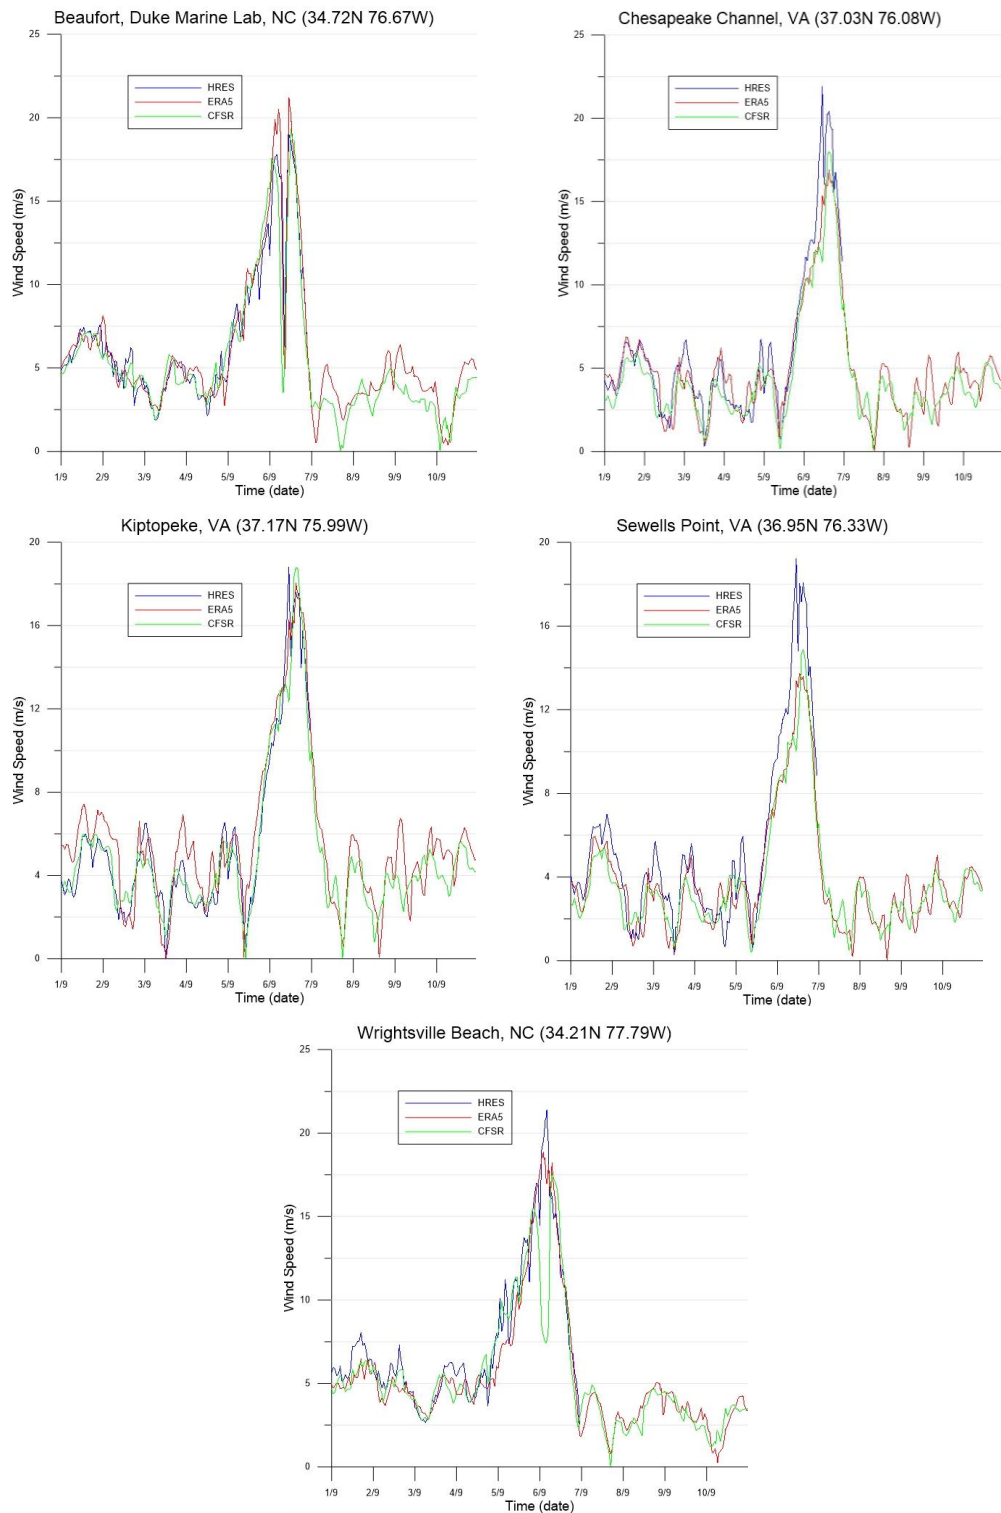 Beaufort, Duke Marine Lab, NC (34.72N 76.67W)
25
20
15
10
5
0
Wind Speed (m/s)
HRES
ERA5
CFSR
1/9 2/9 3/9 4/9 5/9 6/9 7/9 8/9 9/9 10/9
Time (date)
Chesapeake Channel, VA (37.03N 76.08W)
25
20
15
10
5
0
Wind Speed (m/s)
HRES
ERA5
CFSR
1/9 2/9 3/9 4/9 5/9 6/9 7/9 8/9 9/9 10/9
Time (date)
Kiptopeke, VA (37.17N 75.99W)
20
16
12
8
4
0
Wind Speed (m/s)
HRES
ERA5
CFSR
1/9 2/9 3/9 4/9 5/9 6/9 7/9 8/9 9/9 10/9
Time (date)
Sewells Point, VA (36.95N 76.33W)
20
16
12
8
4
0
Wind Speed (m/s)
HRES
ERA5
CFSR
1/9 2/9 3/9 4/9 5/9 6/9 7/9 8/9 9/9 10/9
Time (date)
Wrightsville Beach, NC (34.21N 77.79W)
25
20
15
10
5
0
Wind Speed (m/s)
HRES
ERA5
CFSR
1/9 2/9 3/9 4/9 5/9 6/9 7/9 8/9 9/9 10/9
Time (date)